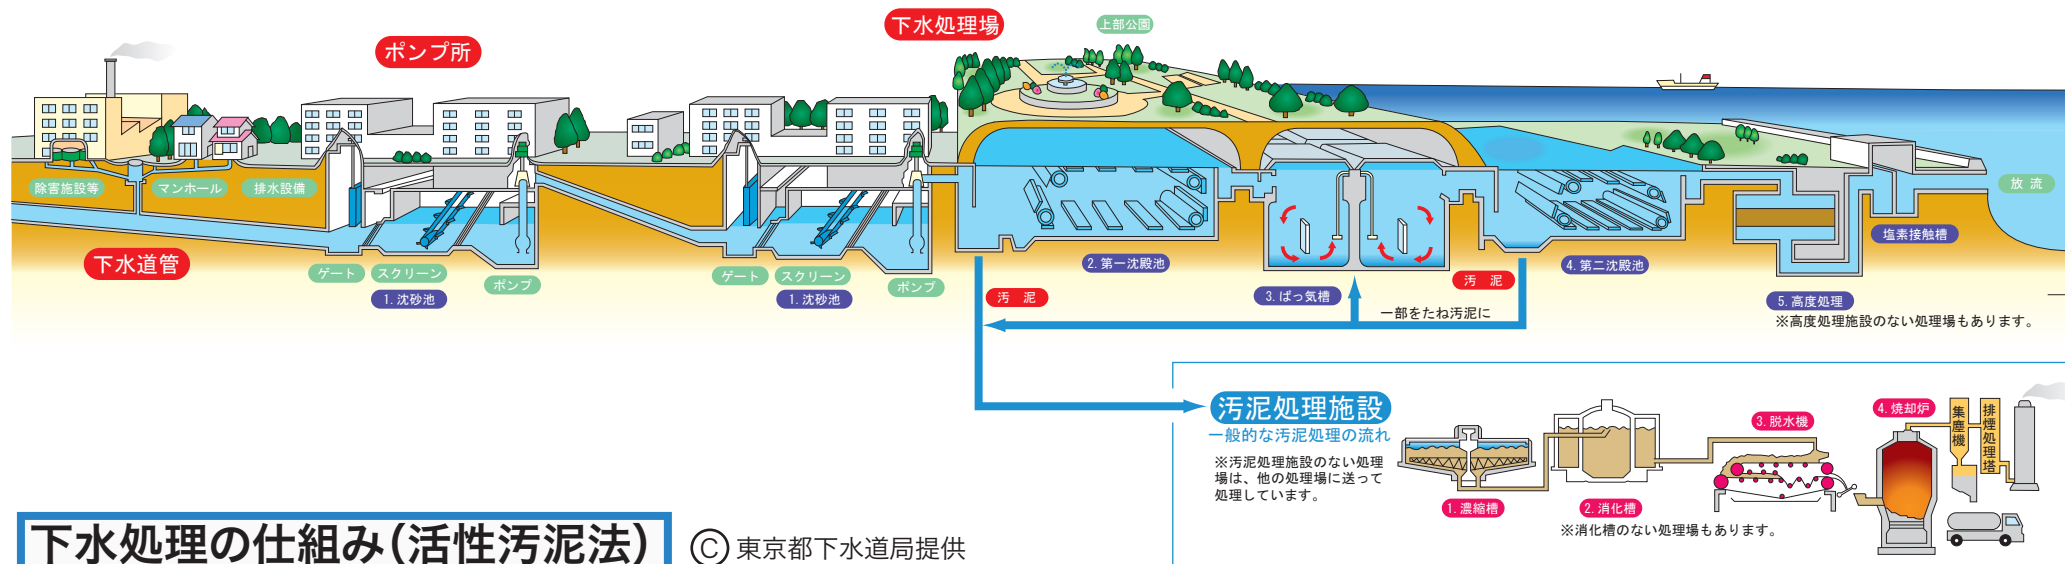 下水処理場
上部公園
ポンプ所
除害施設等
マンホール
排水設備
放流
下水道管
塩素接触槽
ゲート
スクリーン
1.沈砂池
ポンプ
ゲート
スクリーン
1.沈砂池
ポンプ
2.第一沈殿池
4.第二沈殿池
汚泥
3.ばっ気槽
汚泥
一部をたね汚泥に
5.高度処理
※高度処理施設のない処理場もあります。
汚泥処理施設
一般的な汚泥処理の流れ
※汚泥処理施設のない処理
場は、他の処理場に送って
処理しています。
1.濃縮槽
2.消化槽
※消化槽のない処理場もあります。
3.脱水機
4.焼却炉
集塵機
排煙処理塔
下水処理の仕組み(活性汚泥法)
Ⓒ東京都下水道局提供